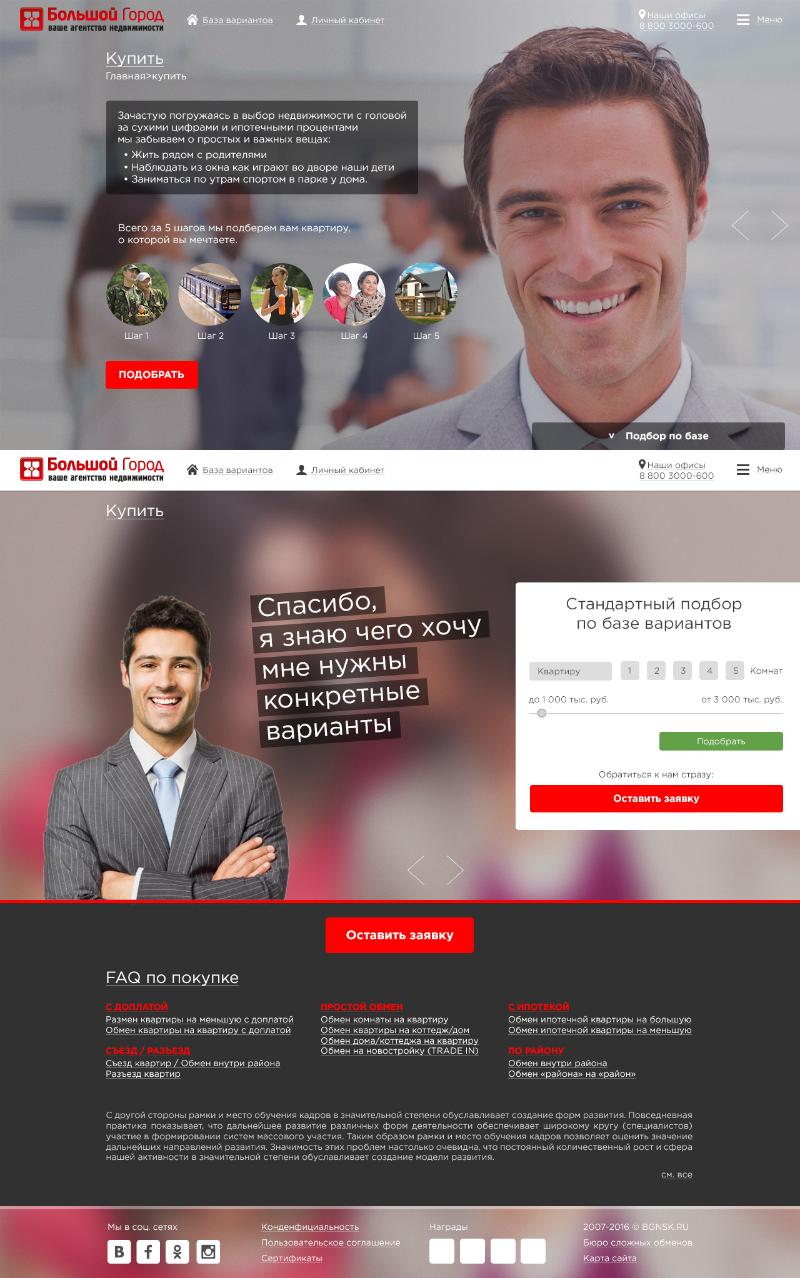 Большой Город
ваше агентство недвижимости
База вариантов
Личный кабинет
Наши офисы
8 800 3000-600
Меню
Купить
Главная>купить
Зачастую погружаясь в выбор недвижимости с головой
за сухими цифрами и ипотечными процентами
мы забываем о простых и важных вещах:
• Жить рядом с родителями
• Наблюдать из окна как играют во дворе наши дети
• Заниматься по утрам спортом в парке у дома.
Всего за 5 шагов мы подберем вам квартиру,
о которой вы мечтаете.
Шаг 1
Шаг 2
Шаг 3
Шаг 4
Шаг 5
ПОДОБРАТЬ
Подбор по базе
Большой Город
ваше агентство недвижимости
База вариантов
Личный кабинет
Наши офисы
8 800 3000-600
Меню
Купить
Спасибо,
я знаю чего хочу
мне нужны
конкретные
варианты
Стандартный подбор
по базе вариантов
Квартиру
1 2 3 4 5 Комнат
до 1 000 тыс. руб.
от 3 000 тыс. руб.
Подобрать
Обратиться к нам стразу:
Оставить заявку
Оставить заявку
FAQ по покупке
С ДОПЛАТОЙ
Размен квартиры на меньшую с доплатой
Обмен квартиры на квартиру с доплатой
СЪЕЗД / РАЗЪЕЗД
Съезд квартир / Обмен внутри района
Разъезд квартир
ПРОСТОЙ ОБМЕН
Обмен комнаты на квартиру
Обмен квартиры на коттедж/дом
Обмен дома/коттеджа на квартиру
Обмен на новостройку (TRADE IN)
С ИПОТЕКОЙ
Обмен ипотечной квартиры на большую
Обмен ипотечной квартиры на меньшую
ПО РАЙОНУ
Обмен внутри района
Обмен «района» на «район»
С другой стороны рамки и место обучения кадров в значительной степени обуславливает создание форм развития. Повседневная
практика показывает, что дальнейшее развитие различных форм деятельности обеспечивает широкому кругу (специалистов)
участие в формировании систем массового участия. Таким образом рамки и место обучения кадров позволяет оценить значение
дальнейших направлений развития. Значимость этих проблем настолько очевидна, что постоянный количественный рост и сфера
нашей активности в значительной степени обуславливает создание модели развития.
см. все
Мы в соц. сетях
Конденфициальность
Пользовательское соглашение
Сертификаты
Награды
2007-2016 © BGNSK.RU
Бюро сложных обменов
Карта сайта